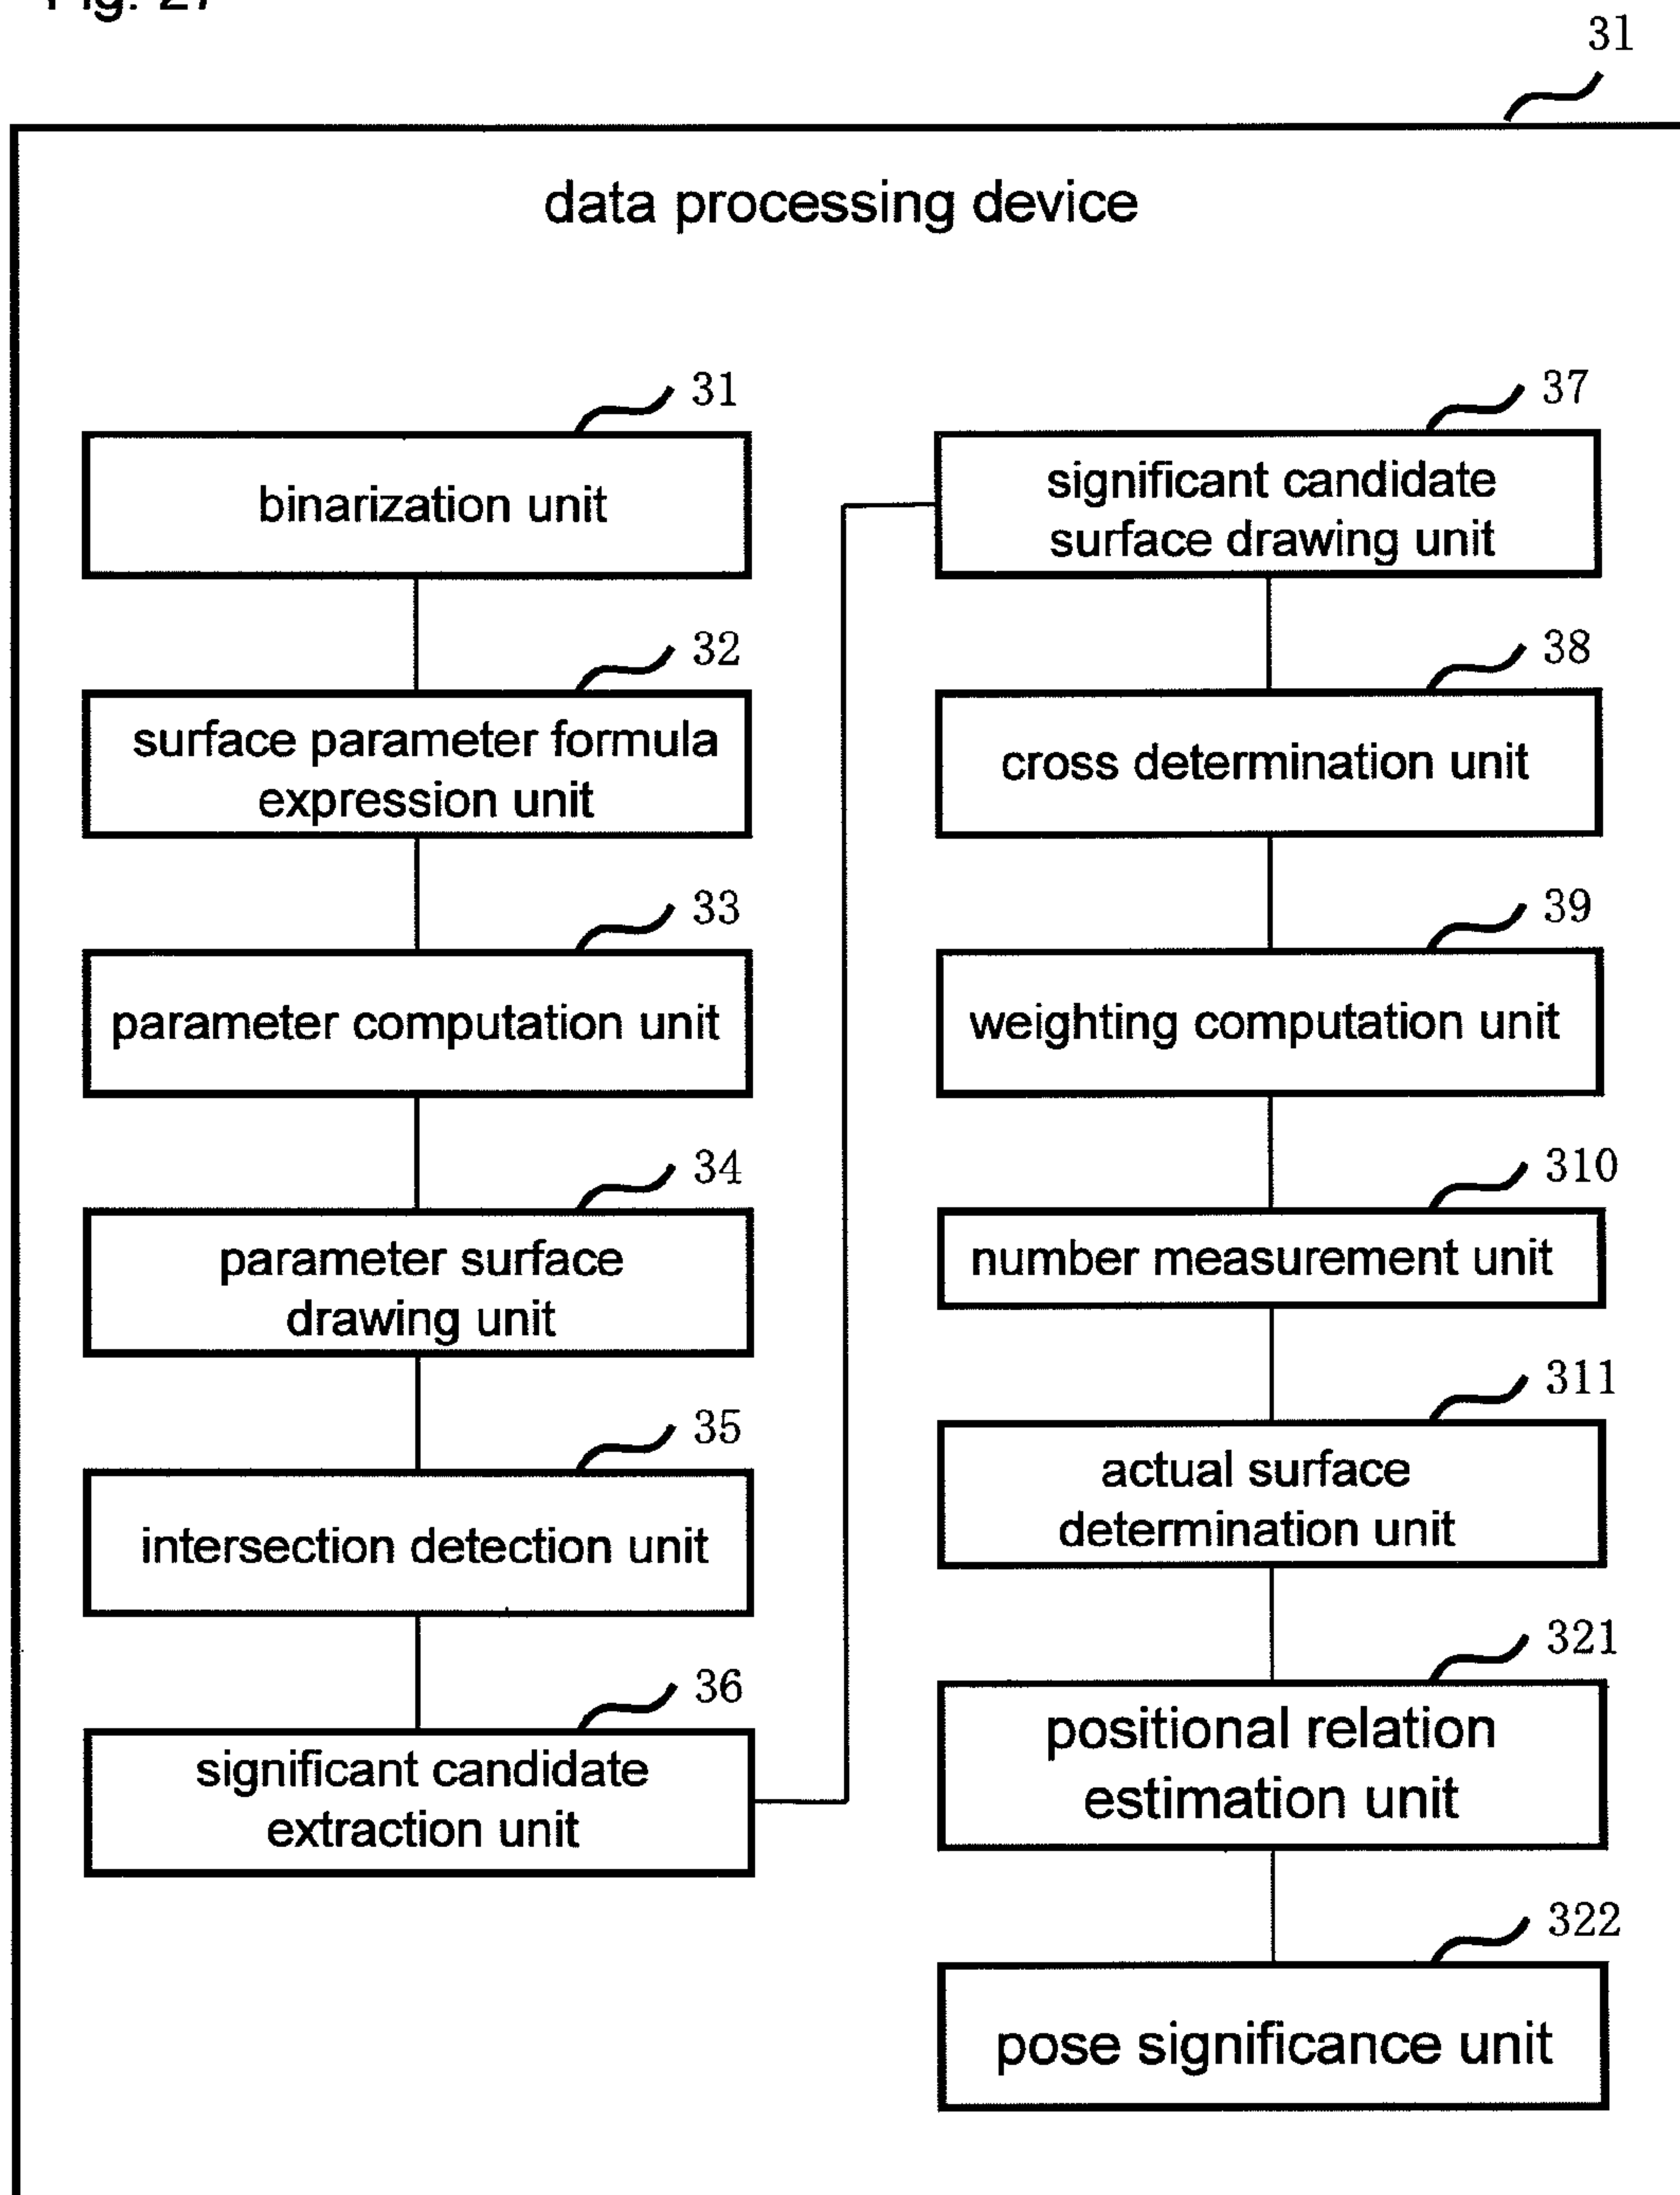 Fig. 27
31
data processing device
31
binarization unit
32
surface parameter formula
expression unit
33
parameter computation unit
34
parameter surface
drawing unit
35
intersection detection unit
36
significant candidate
extraction unit
37
significant candidate
surface drawing unit
38
cross determination unit
39
weighting computation unit
310
number measurement unit
311
actual surface
determination unit
321
positional relation
estimation unit
322
pose significance unit